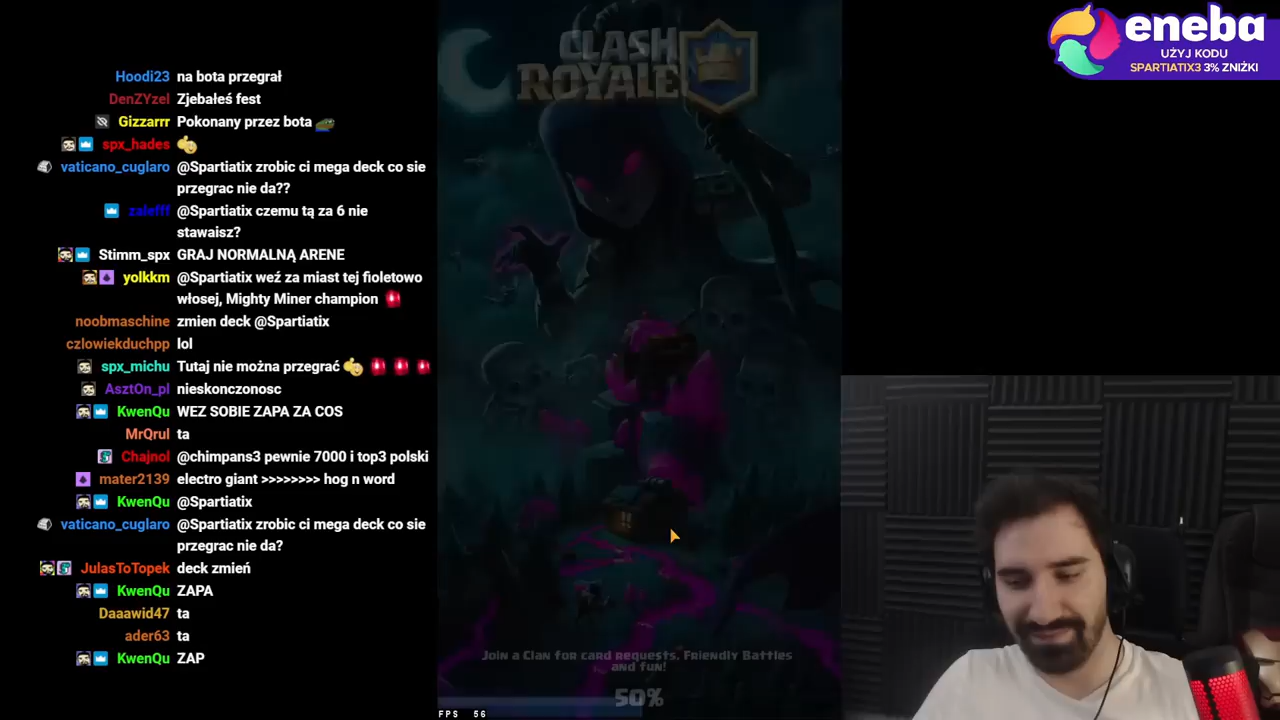 Hoodi23 na bota przegrał
DenZYzel Zjebałeś fest
Gizzarrr Pokonany przez bota
spx_hades
vaticano_cuglaro @Spartiatix zrobic ci mega deck co sie
przegrac nie da??
zalefff @Spartiatix czemu tą za 6 nie
stawaisz?
Stimm_spx GRAJ NORMALNĄ ARENE
yolkkm @Spartiatix weź za miast tej fioletowo
włosej, Mighty Miner champion
noobmaschine zmien deck @Spartiatix
czlowiekduchpp lol
spx_michu Tutaj nie można przegrać
AsztOn_pl nieskonczonosc
KwenQu WEZ SOBIE ZAPA ZA COS
MrQrul ta
Chajnol @chimpans3 pewnie 7000 i top3 polski
mater2139 electro giant >>>>>>>> hog n word
KwenQu @Spartiatix
vaticano_cuglaro @Spartiatix zrobic ci mega deck co sie
przegrac nie da?
JulasToTopek deck zmień
KwenQu ZAPA
Daaawid47 ta
ader63 ta
KwenQu ZAP
CLASH
ROYALE
Join a Clan for card requests, Friendly Battles
and fun!
50%
FPS 56
eneba
UŻYJ KODU
SPARTIATIX3 3% ZNIŻKI